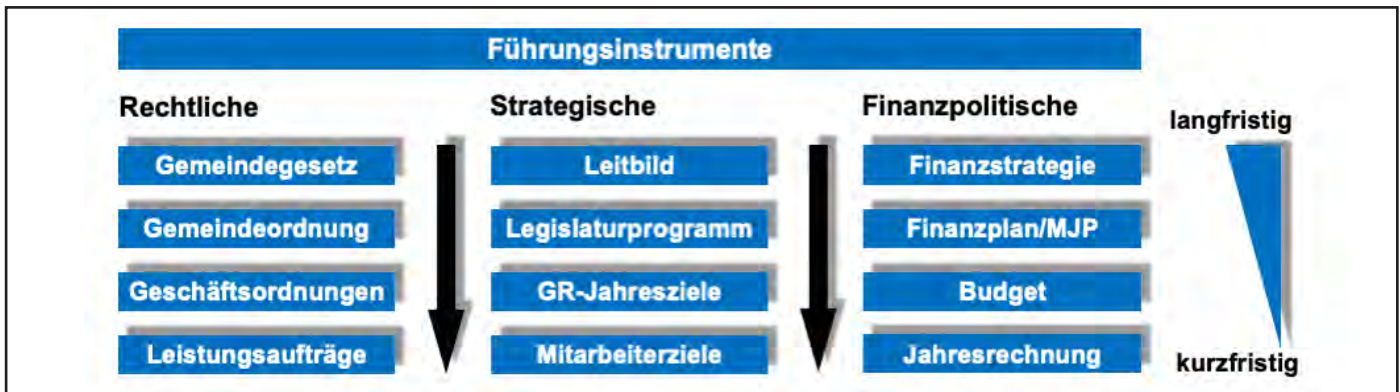 Führungsinstrumente
Rechtliche Strategische Finanzpolitische
langfristig
Gemeindegesetz Leitbild Finanzstrategie
Gemeindeordnung Legislaturprogramm Finanzplan/MJP
Geschäftsordnungen GR-Jahresziele Budget
Leistungsaufträge Mitarbeiterziele Jahresrechnung
kurzfristig